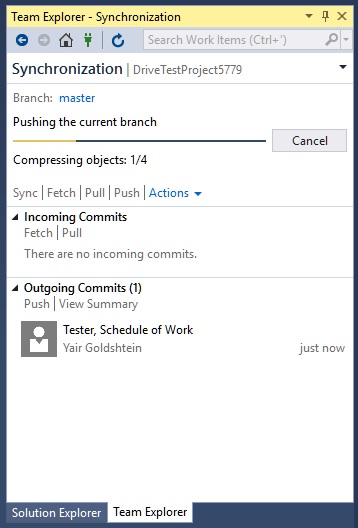 Team Explorer - Synchronization
Search Work Items (Ctrl+')
Synchronization | DriveTestProject5779
Branch: master
Pushing the current branch
Cancel
Compressing objects: 1/4
Sync | Fetch | Pull | Push | Actions
Incoming Commits
Fetch | Pull
There are no incoming commits.
Outgoing Commits (1)
Push | View Summary
Tester, Schedule of Work
Yair Goldshtein just now
Solution Explorer Team Explorer